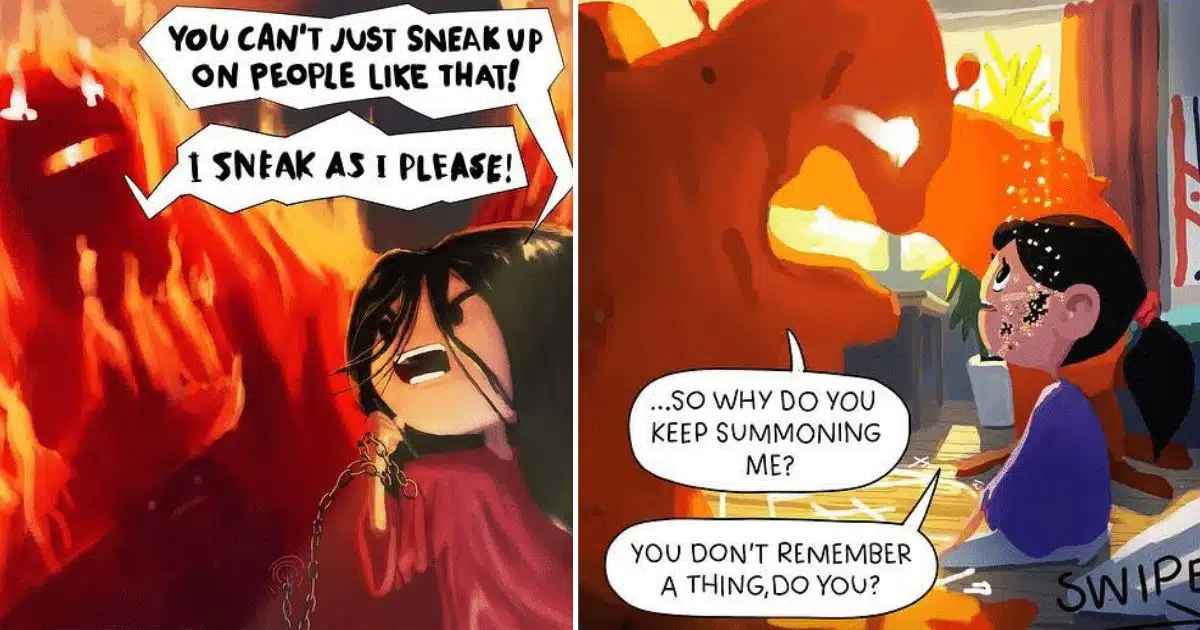 YOU CAN'T JUST SNEAK UP
ON PEOPLE LIKE THAT!
I SNEAK AS I PLEASE!
...SO WHY DO YOU
KEEP SUMMONING
ME?
YOU DON'T REMEMBER
A THING,DO YOU?
SWIPE